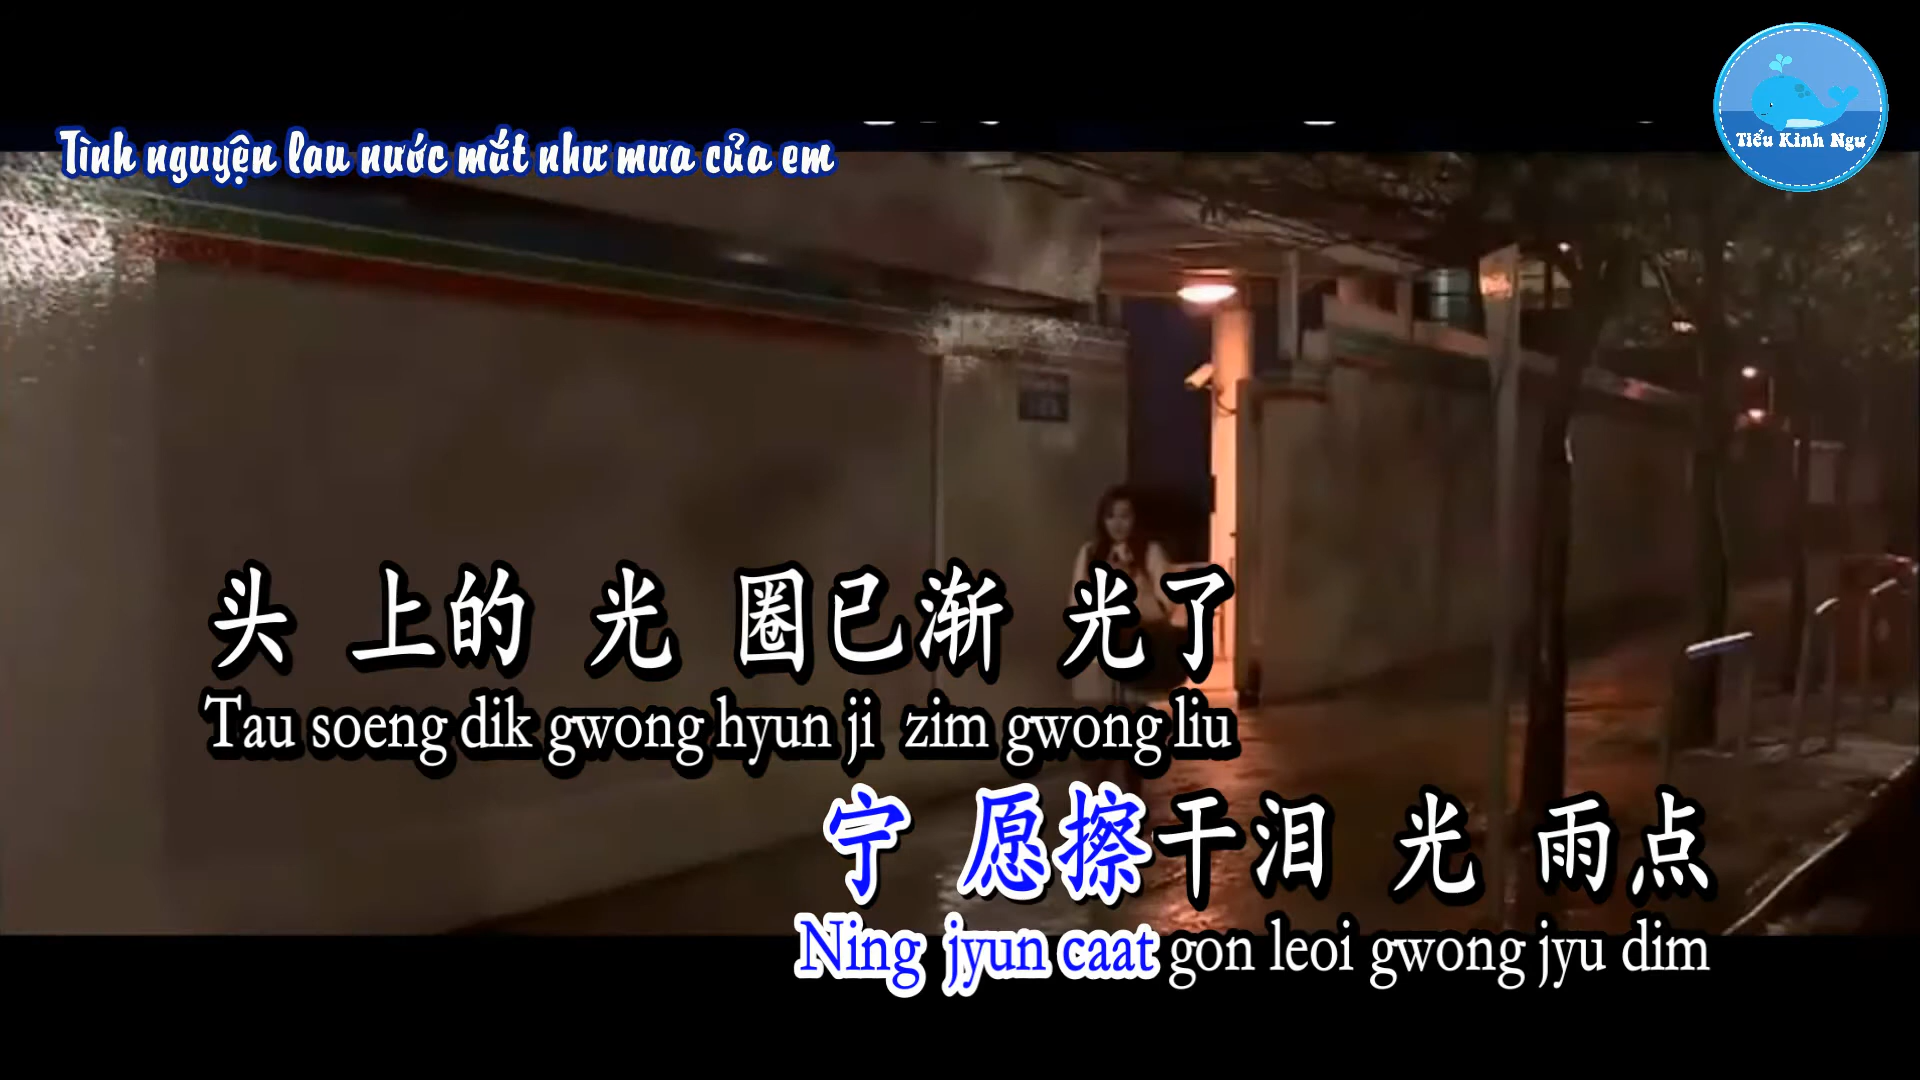 Tình nguyện lau nước mắt như mưa của em
Tiểu Kình Ngư
头上的光圈已渐光了
Tau soeng dik gwong hyun ji zim gwong liu
宁愿擦干泪光雨点
Ning jyun caat gon leoi gwong jyu dim